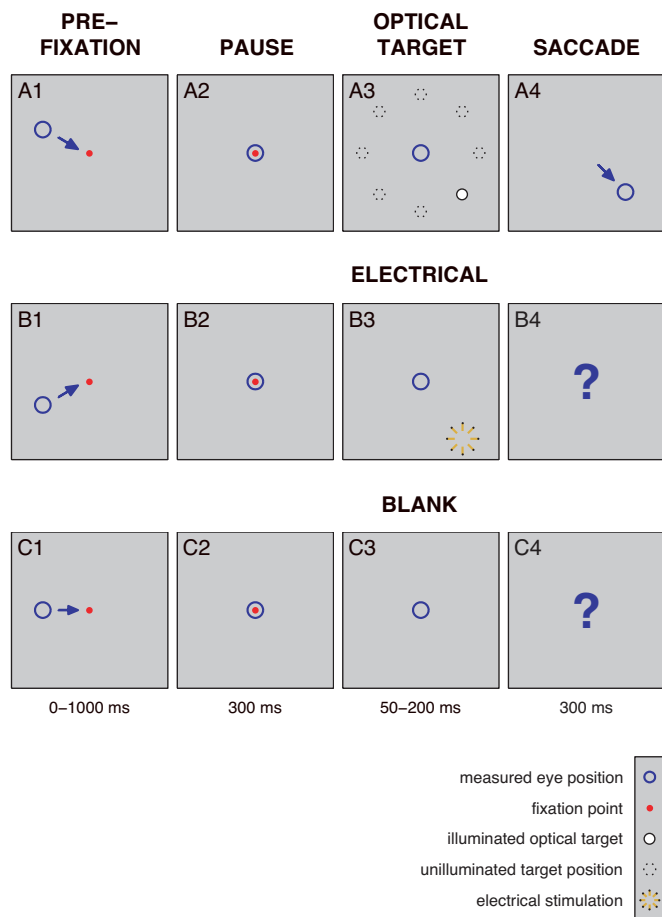 PRE–
FIXATION
PAUSE
OPTICAL
TARGET
SACCADE
A1
A2
A3
A4
ELECTRICAL
B1
B2
B3
B4
?
BLANK
C1
C2
C3
C4
?
0–1000 ms
300 ms
50–200 ms
300 ms
measured eye position
fixation point
illuminated optical target
unilluminated target position
electrical stimulation